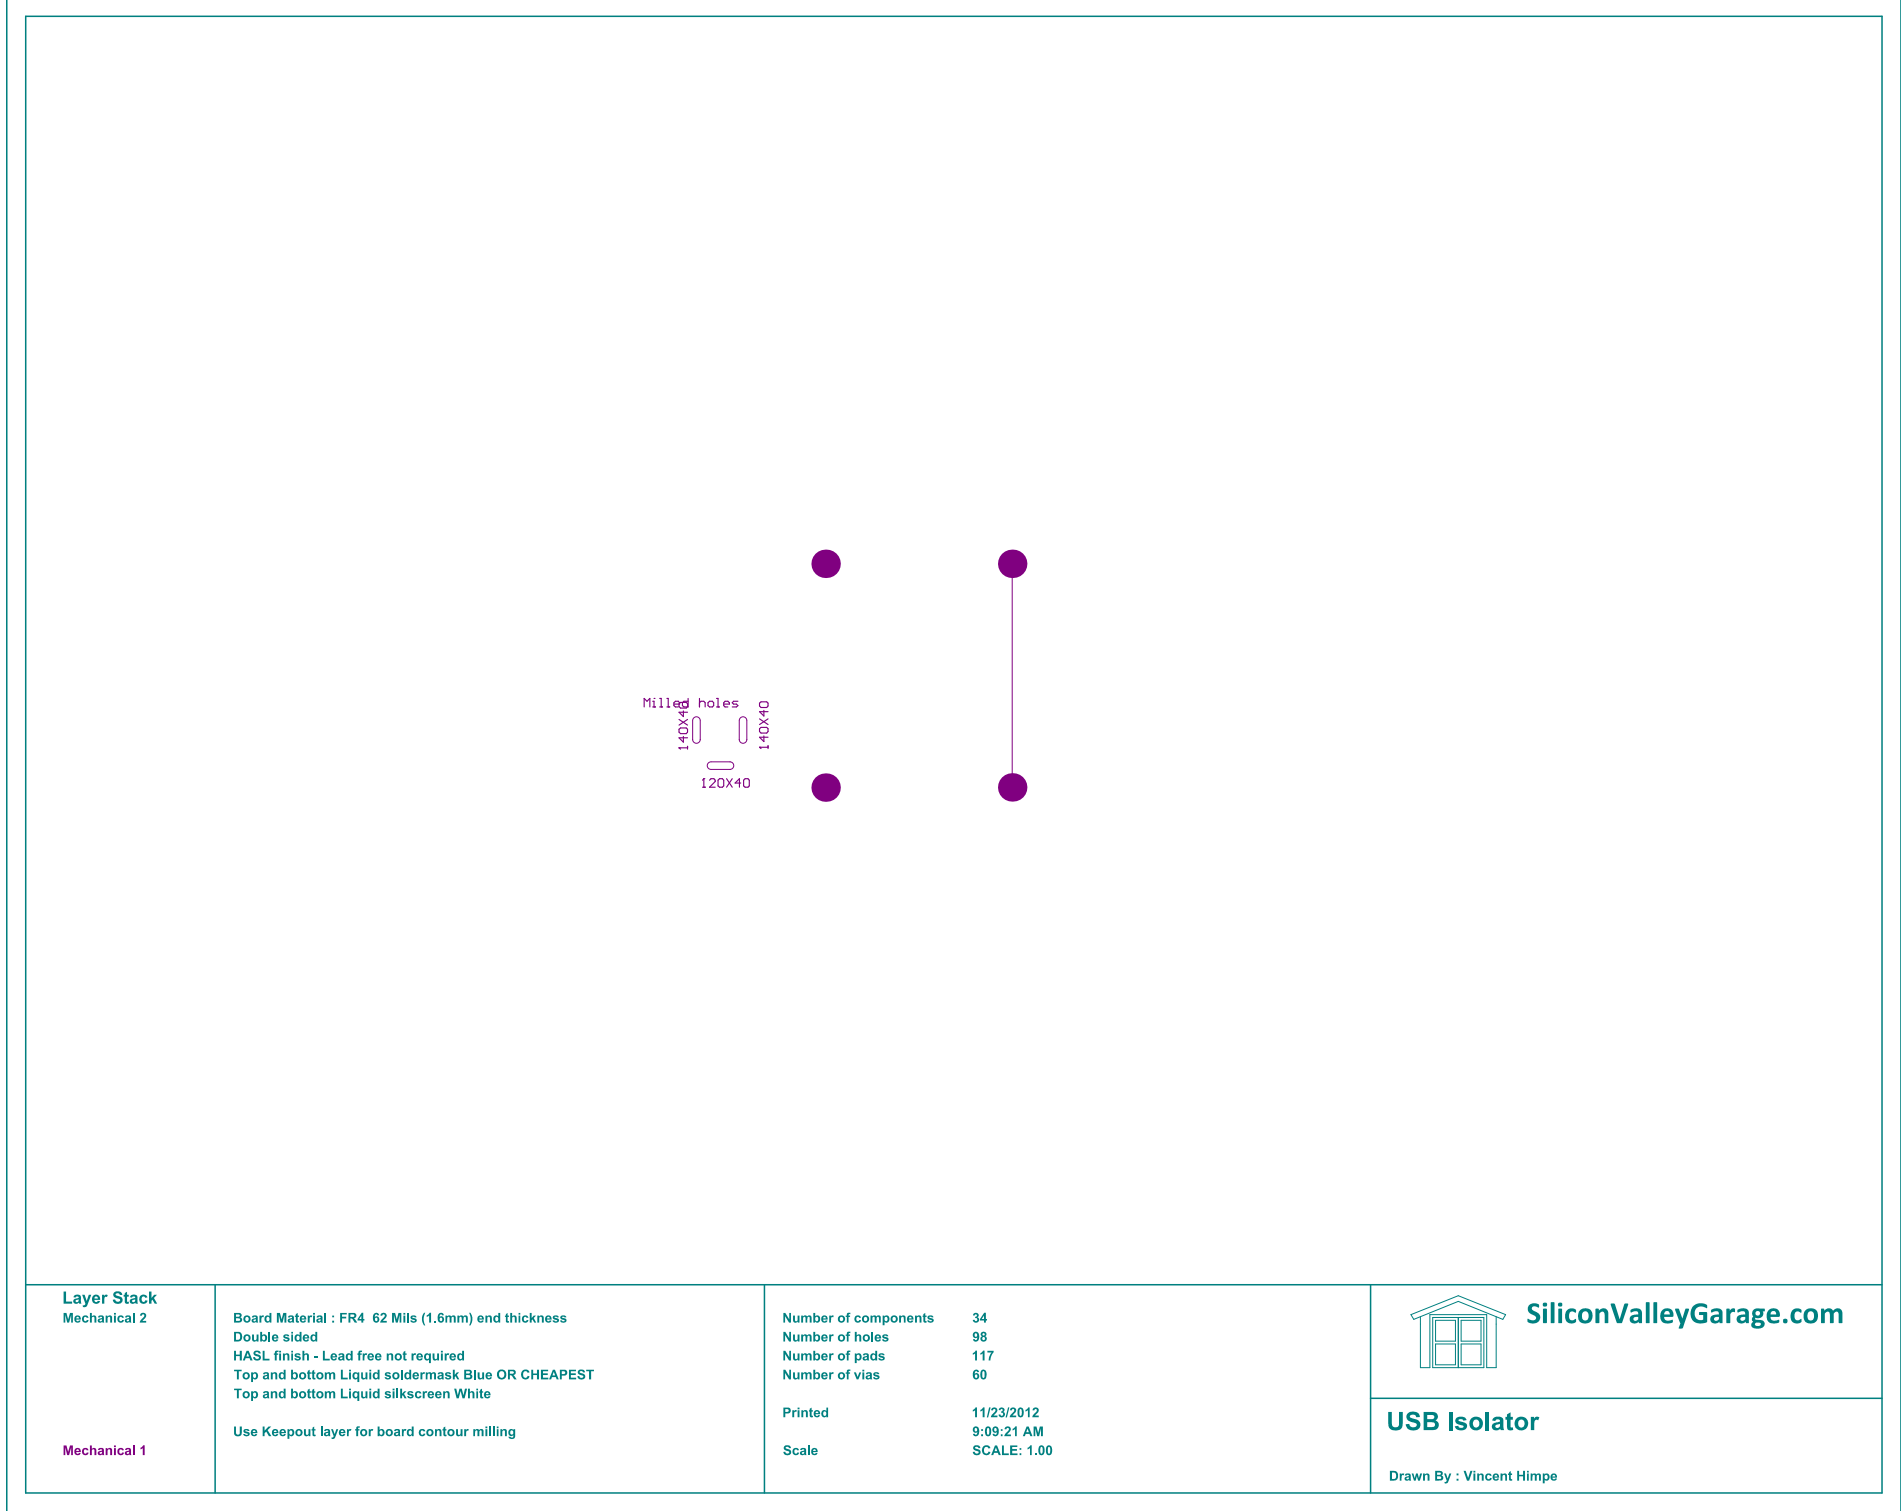 Milled holes
140X40
140X40
120X40
Layer Stack
Mechanical 2
Mechanical 1
Board Material : FR4  62 Mils (1.6mm) end thickness
Double sided
HASL finish - Lead free not required
Top and bottom Liquid soldermask Blue OR CHEAPEST
Top and bottom Liquid silkscreen White
Use Keepout layer for board contour milling
Number of components 34
Number of holes 98
Number of pads 117
Number of vias 60
Printed 11/23/2012
9:09:21 AM
Scale SCALE: 1.00
SiliconValleyGarage.com
USB Isolator
Drawn By : Vincent Himpe